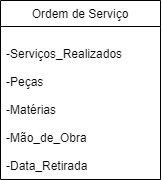 Ordem de Serviço
-Serviços_Realizados
-Peças
-Matérias
-Mão_de_Obra
-Data_Retirada